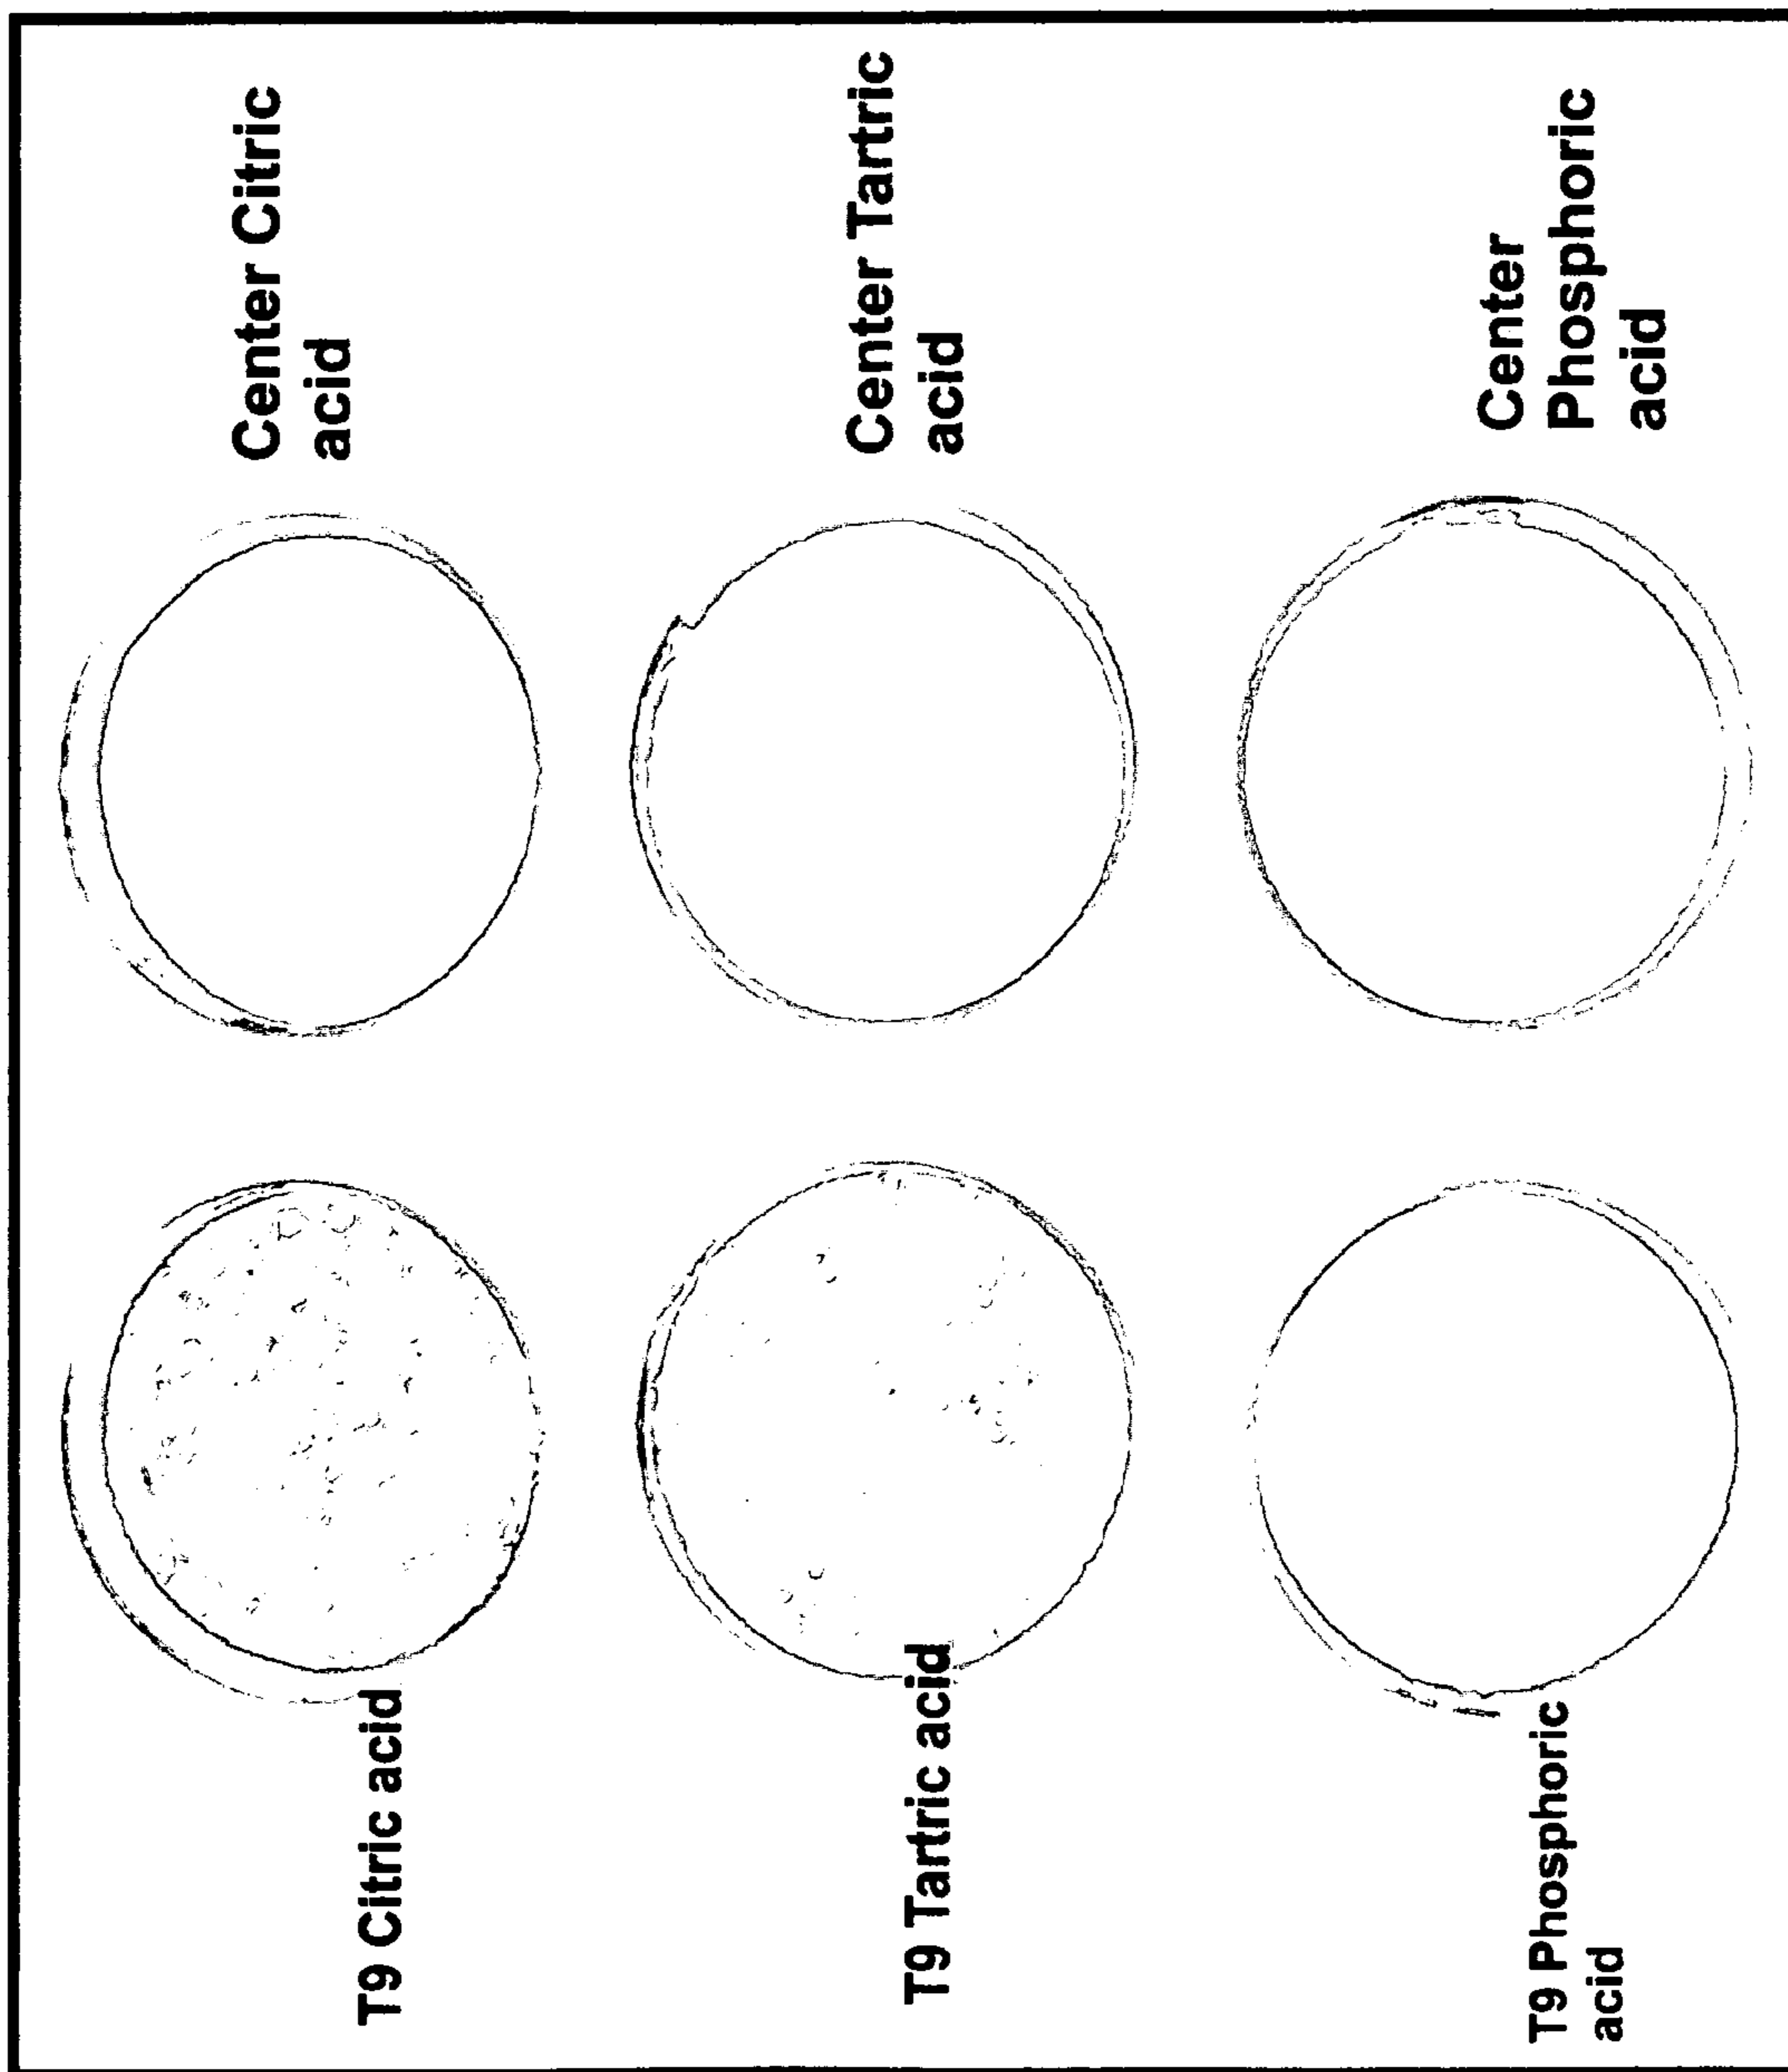 T9 Citric acid
Center Citric
acid
T9 Tartric acid
Center Tartric
acid
T9 Phosphoric
acid
Center
Phosphoric
acid